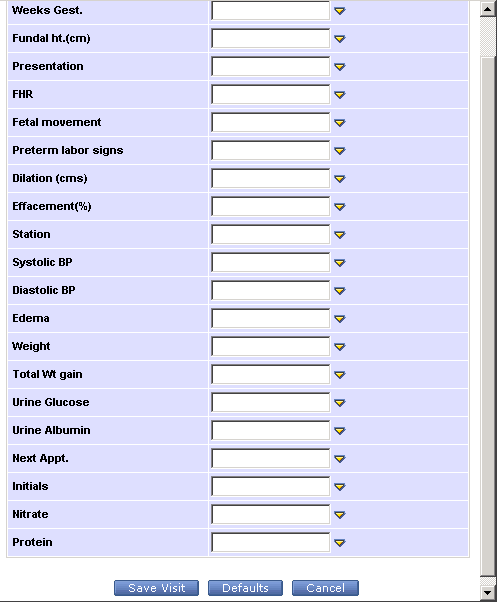 Weeks Gest.
Fundal ht.(cm)
Presentation
FHR
Fetal movement
Preterm labor signs
Dilation (cms)
Effacement(%)
Station
Systolic BP
Diastolic BP
Edema
Weight
Total Wt gain
Urine Glucose
Urine Albumin
Next Appt.
Initials
Nitrate
Protein
Save Visit Defaults Cancel